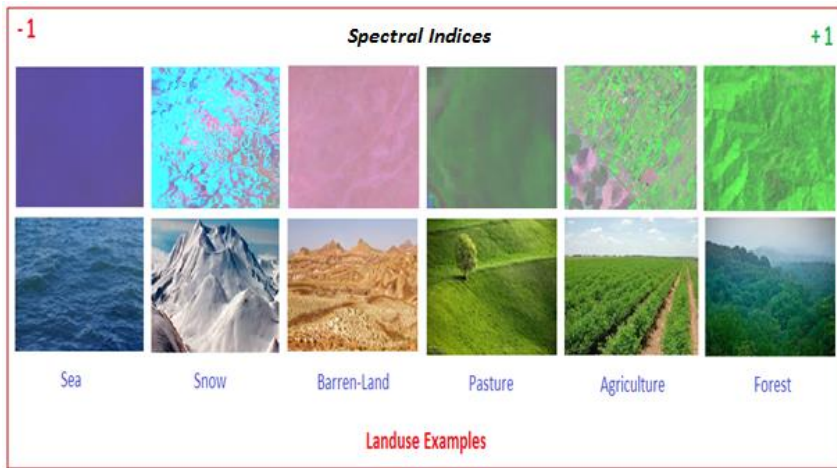 -1 Spectral Indices +1
Sea Snow Barren-Land Pasture Agriculture Forest
Landuse Examples